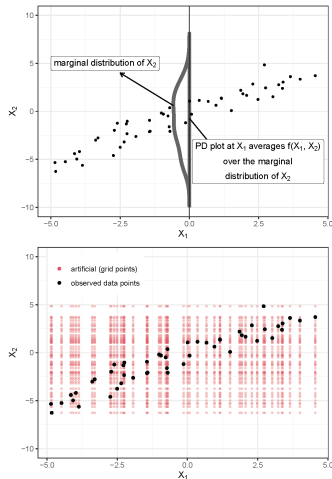 10
marginal distribution of X2
5
X2
0
PD plot at X1 averages f(X1, X2)
over the marginal
distribution of X2
-5
-10
-5.0
-2.5
0.0
2.5
5.0
X1
10
artificial (grid points)
observed data points
5
X2
0
-5
-10
-5.0
-2.5
0.0
2.5
5.0
X1